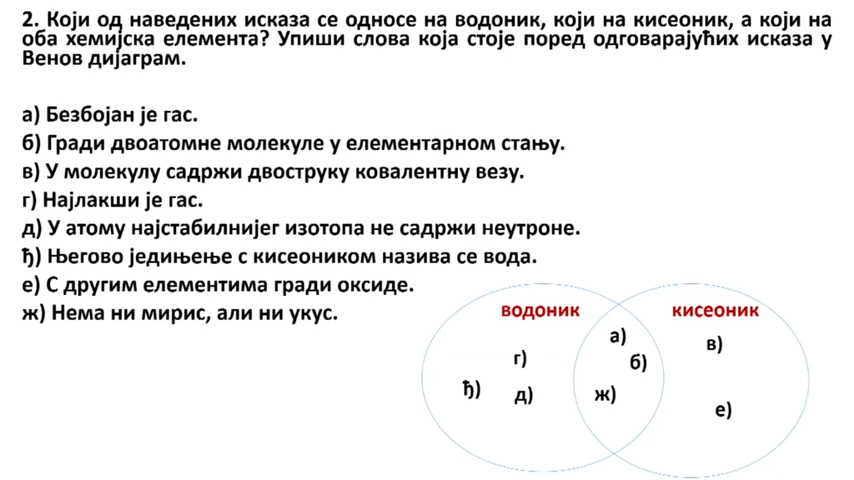 2. Који од наведених исказа се односе на водоник, који на кисеоник, а који на
оба хемијска елемента? Упиши слова која стоје поред одговарајућих исказа у
Венов дијаграм.
а) Безбојан је гас.
б) Гради двоатомне молекуле у елементарном стању.
в) У молекулу садржи двоструку ковалентну везу.
г) Најлакши је гас.
д) У атому најстабилнијег изотопа не садржи неутроне.
ђ) Његово једињење с кисеоником назива се вода.
е) С другим елементима гради оксиде.
ж) Нема ни мирис, али ни укус.
водоник
кисеоник
а)
в)
г)
б)
ђ)
д)
ж)
е)